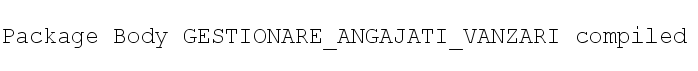 Package Body GESTIONARE_ANGAJATI_VANZARI compiled